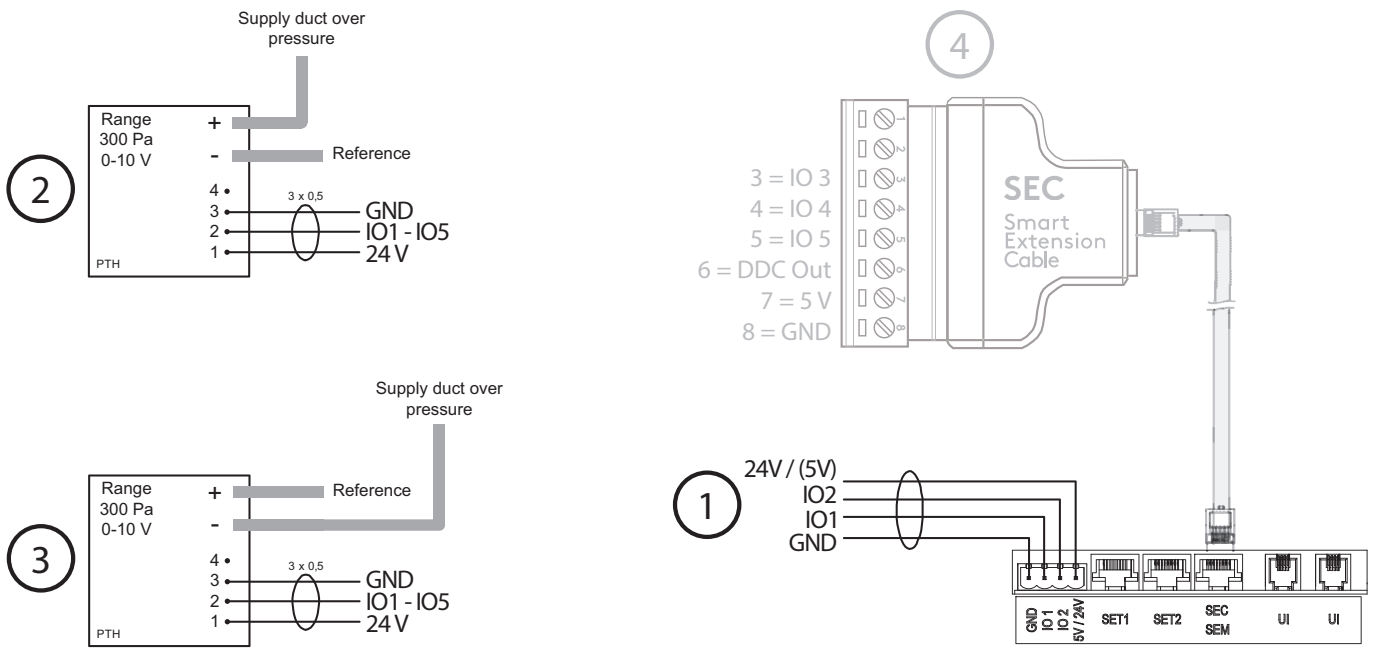 Supply duct over
pressure
2
Range
300 Pa
0-10 V
+
-
Reference
4
3
2
1
3 x 0,5
GND
IO1 - IO5
24 V
PTH
Supply duct over
pressure
3
Range
300 Pa
0-10 V
+
-
Reference
4
3
2
1
3 x 0,5
GND
IO1 - IO5
24 V
PTH
4
1
2
3
4
5
6
7
8
3 = IO 3
4 = IO 4
5 = IO 5
6 = DDC Out
7 = 5 V
8 = GND
SEC
Smart
Extension
Cable
1
24V / (5V)
IO2
IO1
GND
GND
IO 1
IO 2
5V / 24V
SET1
SET2
SEC
SEM
UI
UI